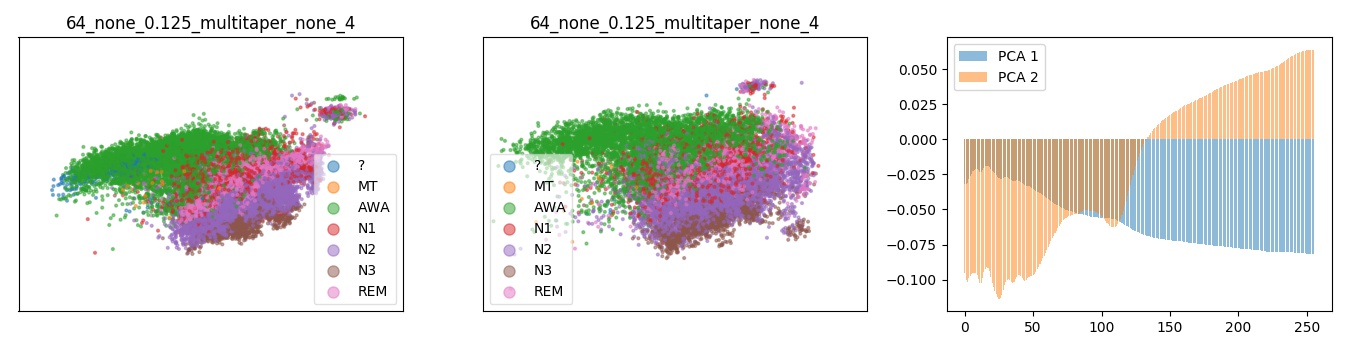 64_none_0.125_multitaper_none_4
?
MT
AWA
N1
N2
N3
REM
64_none_0.125_multitaper_none_4
?
MT
AWA
N1
N2
N3
REM
PCA 1
PCA 2
0.050
0.025
0.000
−0.025
−0.050
−0.075
−0.100
0 50 100 150 200 250